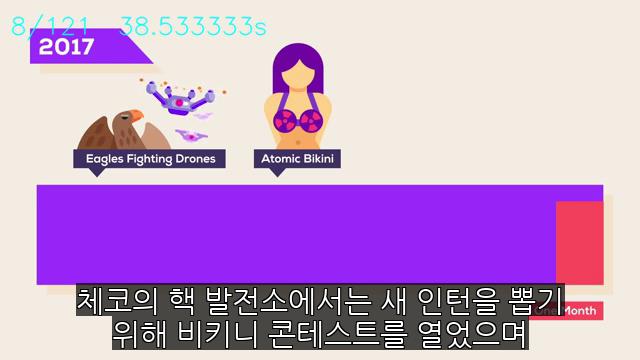 8/121 38.533333s
2017
Eagles Fighting Drones
Atomic Bikini
One Month
체코의 핵 발전소에서는 새 인턴을 뽑기
위해 비키니 콘테스트를 열었으며